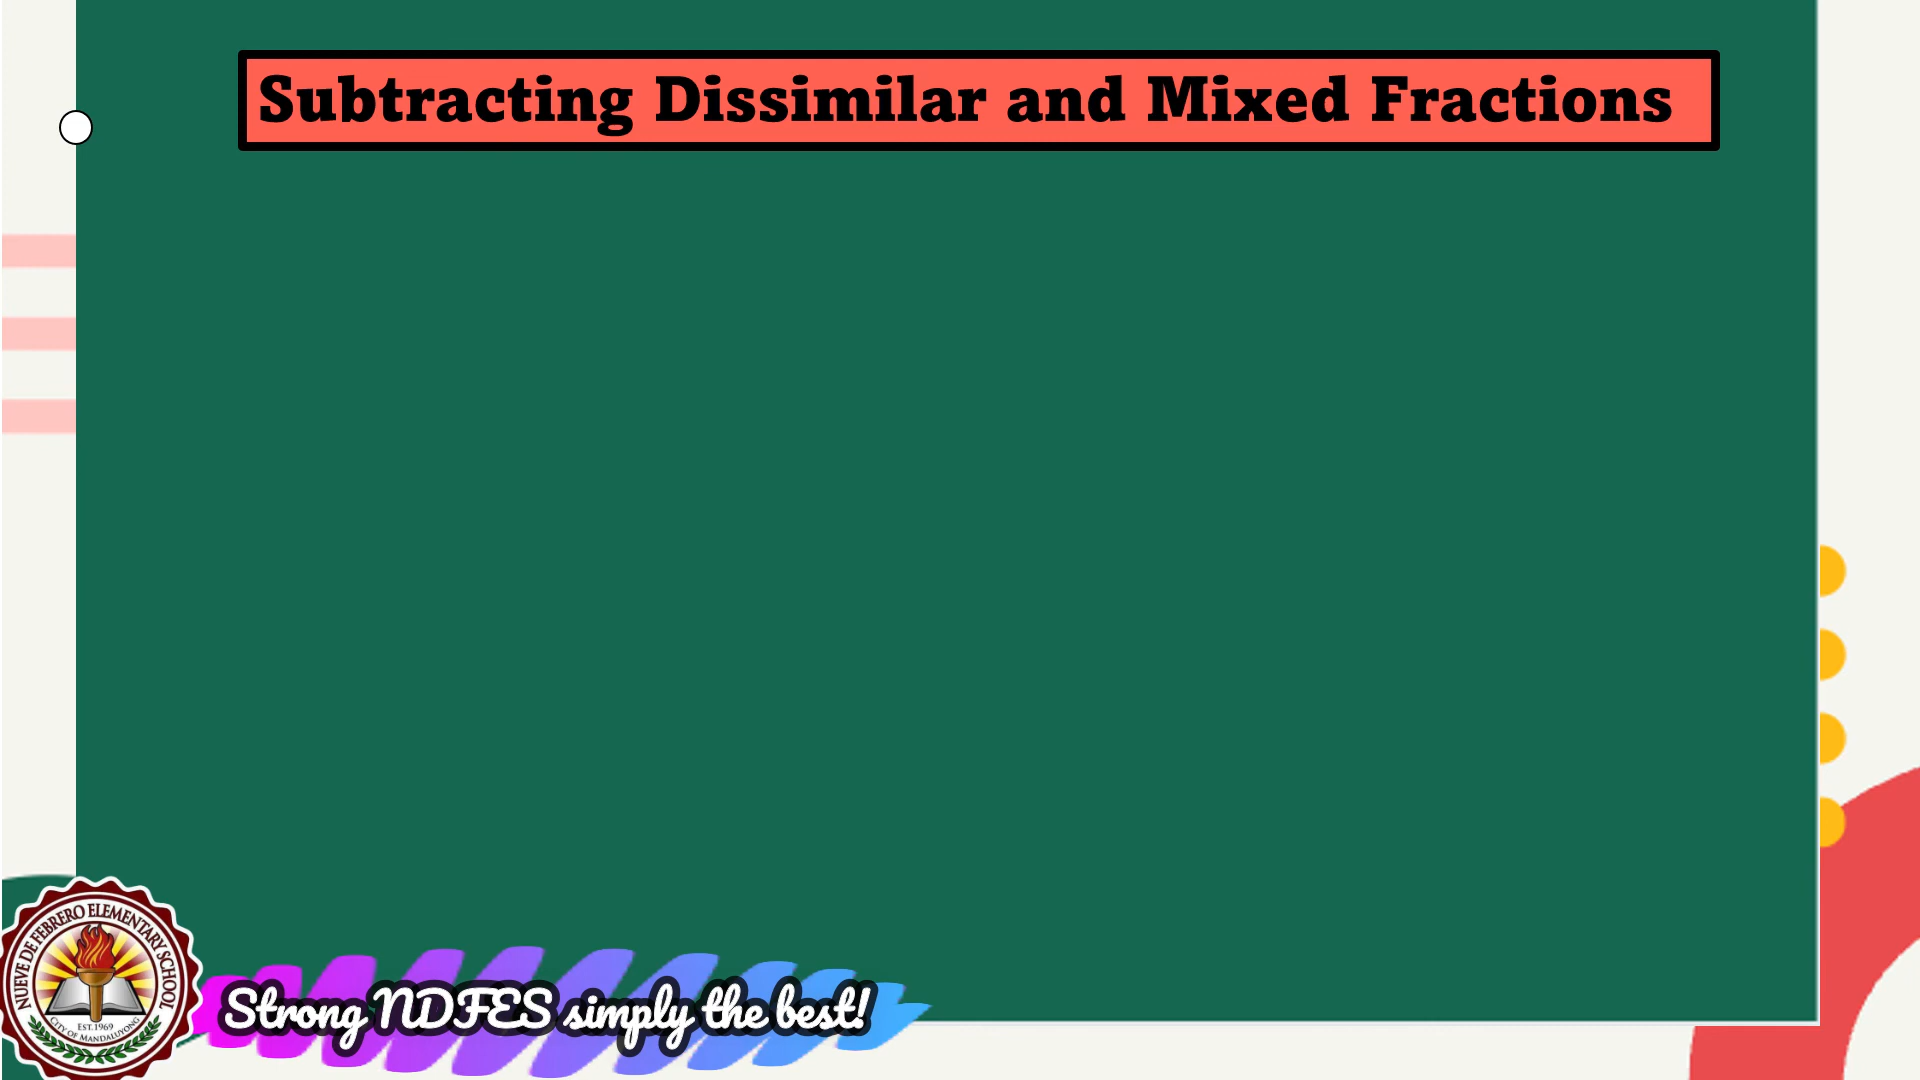 Subtracting Dissimilar and Mixed Fractions
NUEVE DE FEBRERO ELEMENTARY SCHOOL
EST. 1969
CITY OF MANDALUYONG
Strong NDFES simply the best!